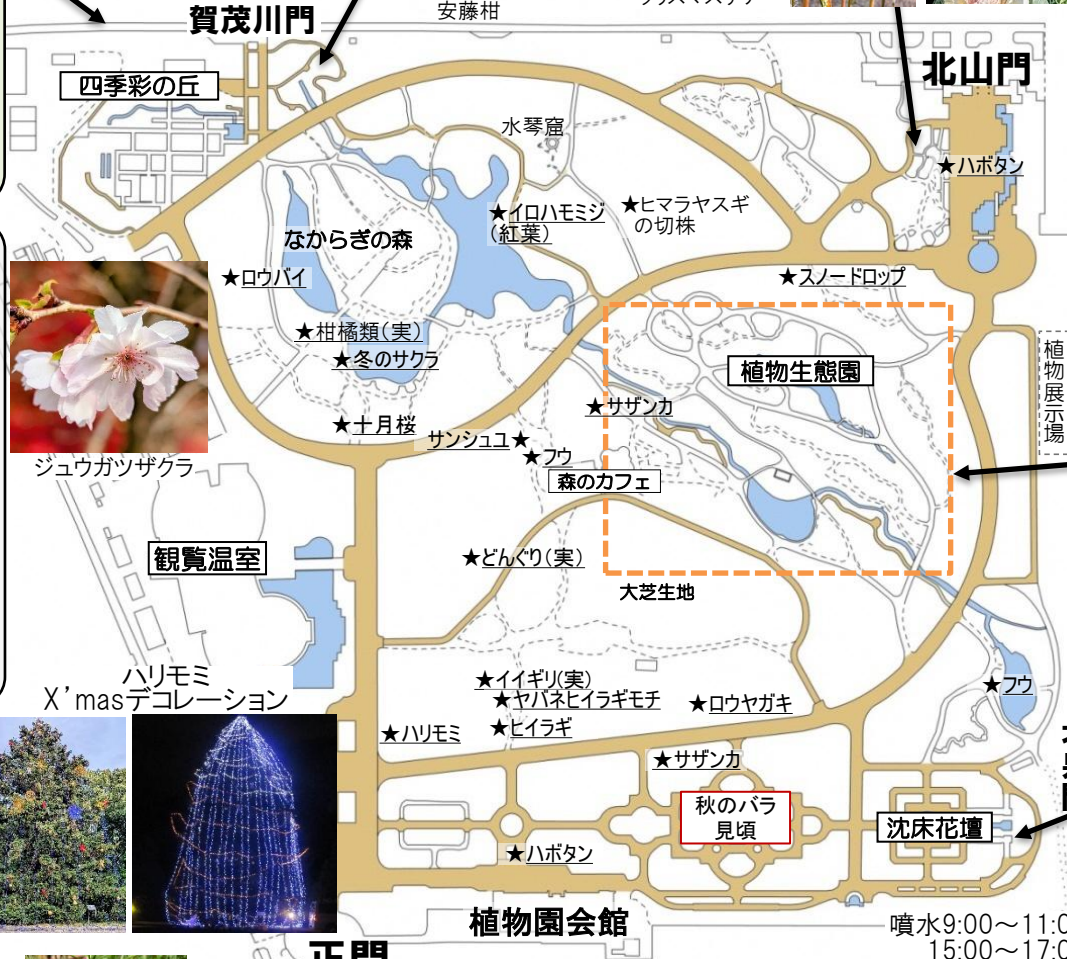 安藤柑
賀茂川門
四季彩の丘
北山門
水琴窟
★ハボタン
★イロハモミジ
(紅葉)
★ヒマラヤスギ
の切株
なからぎの森
★ロウバイ
★スノードロップ
★柑橘類(実)
★冬のサクラ
植物生態園
植物展示場
★サザンカ
★十月桜
サンシュユ★
★フウ
ジュウガツザクラ
森のカフェ
観覧温室
★どんぐり(実)
大芝生地
ハリモミ
X’masデコレーション
★イイギリ(実)
★ヤバネヒイラギモチ
★ロウヤガキ
★フウ
★ハリモミ
★ヒイラギ
★サザンカ
秋のバラ
見頃
沈床花壇
★ハボタン
植物園会館
正門
噴水9:00～11:0
15:00～17:0